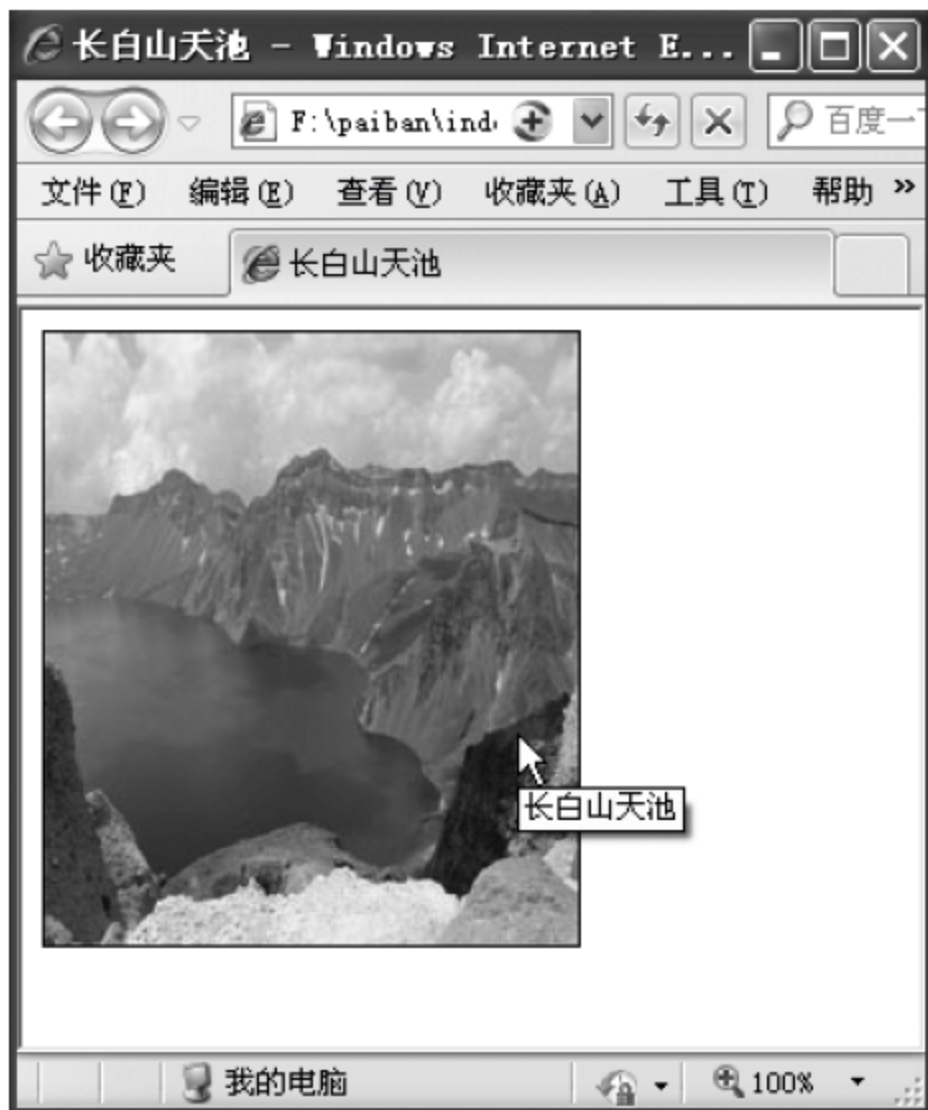 长白山天池 - Windows Internet E...
F:\paiban\ind
百度一
文件(F) 编辑(E) 查看(V) 收藏夹(A) 工具(T) 帮助 »
收藏夹 长白山天池
长白山天池
我的电脑 100%